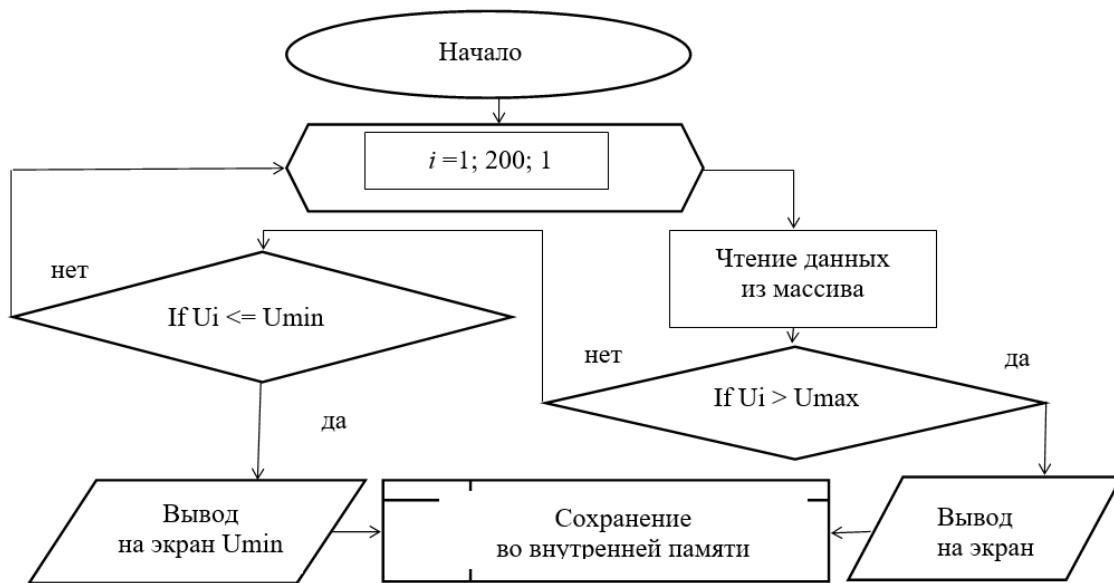 Начало
i =1; 200; 1
Чтение данных
из массива
нет
If Ui <= Umin
нет
да
If Ui > Umax
да
Вывод
на экран Umin
Сохранение
во внутренней памяти
Вывод
на экран